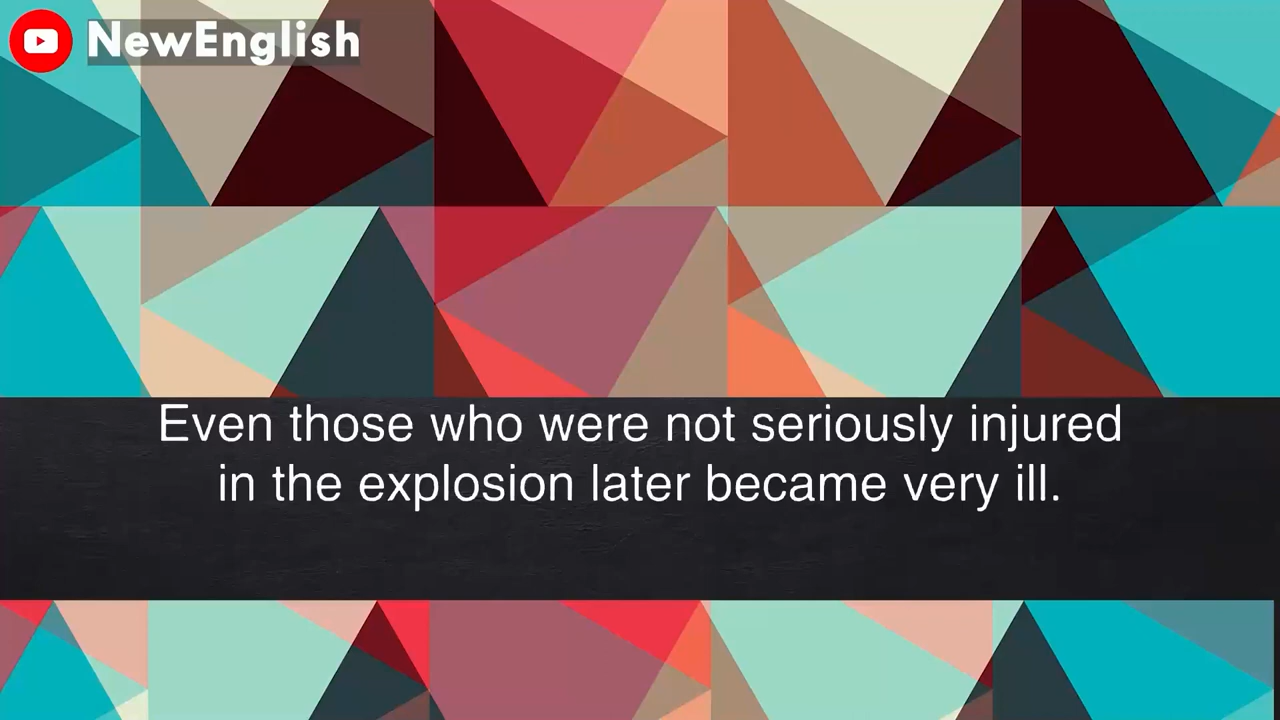 NewEnglish
Even those who were not seriously injured
in the explosion later became very ill.